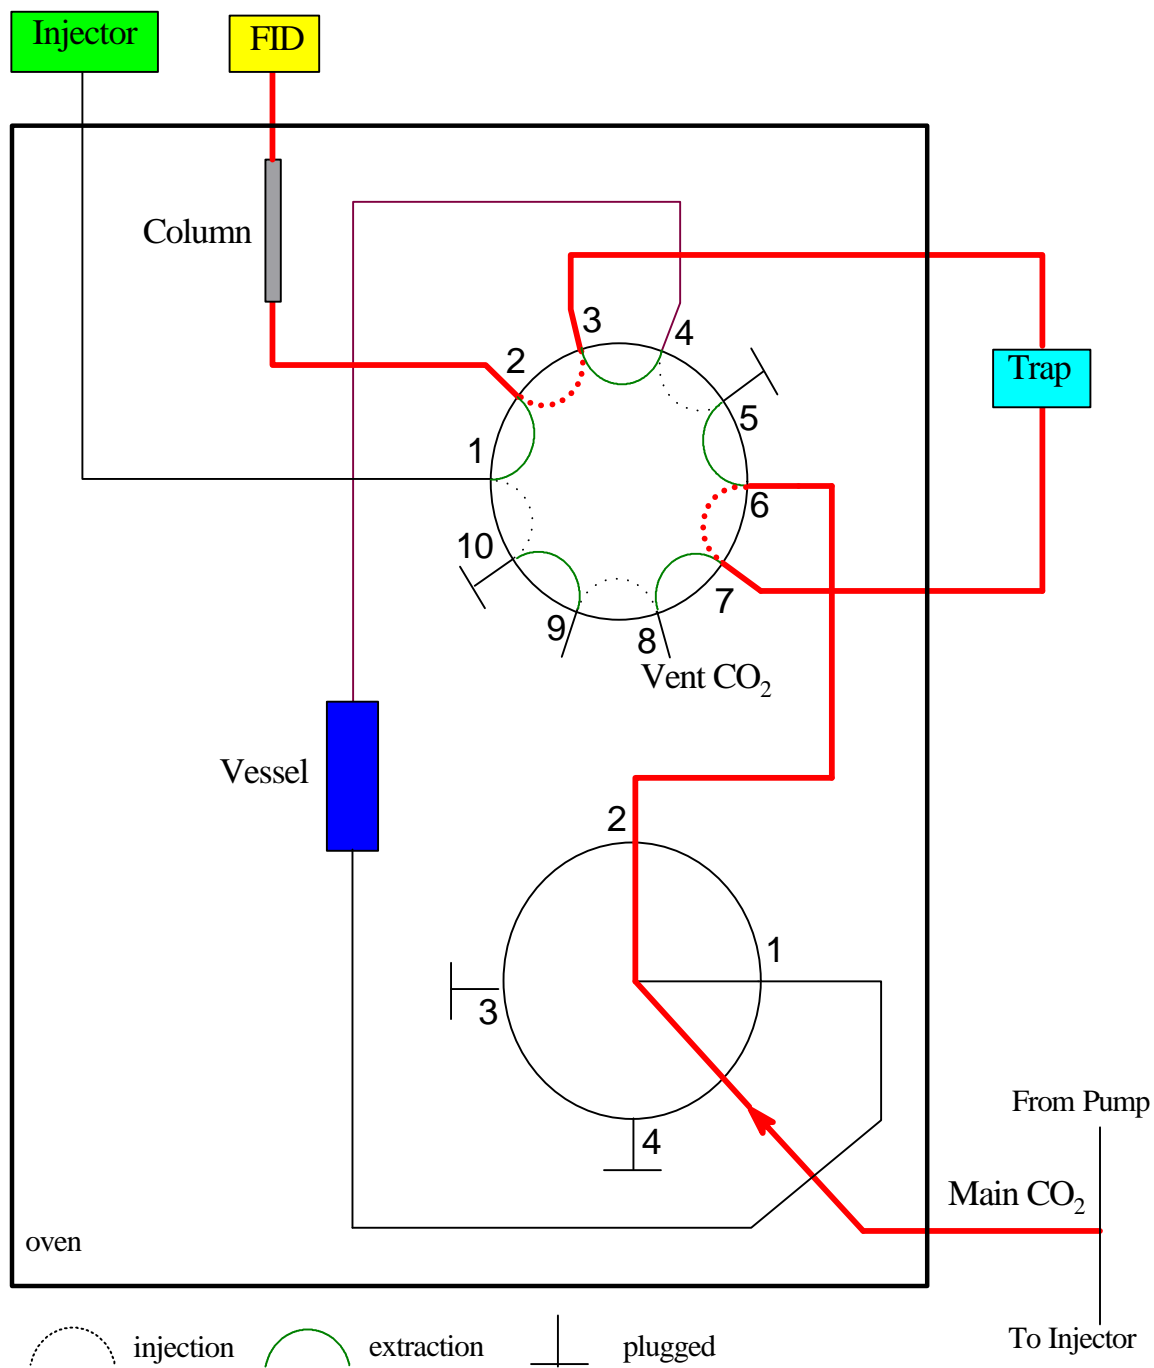 Injector
FID
Column
3
4
2
Trap
5
1
6
10
7
9
8
Vent CO₂
Vessel
2
1
3
From Pump
4
Main CO₂
oven
To Injector
injection
extraction
plugged